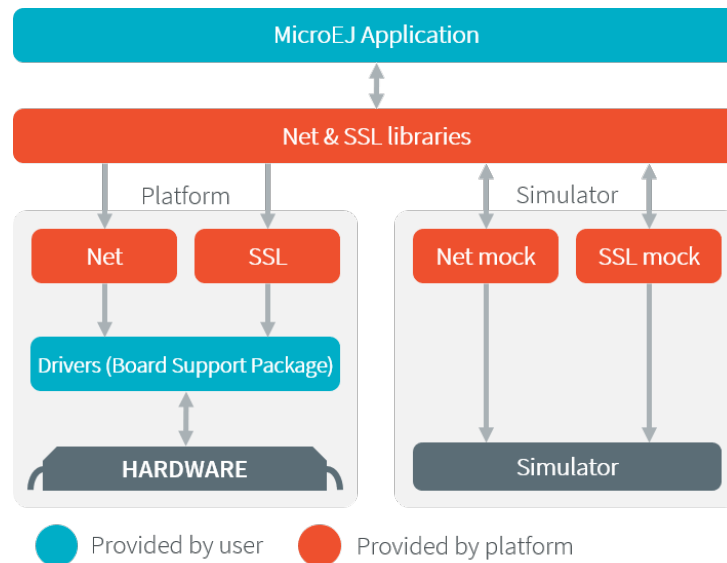 MicroEJ Application
Net & SSL libraries
Platform
Simulator
Net
SSL
Net mock
SSL mock
Drivers (Board Support Package)
HARDWARE
Simulator
Provided by user
Provided by platform